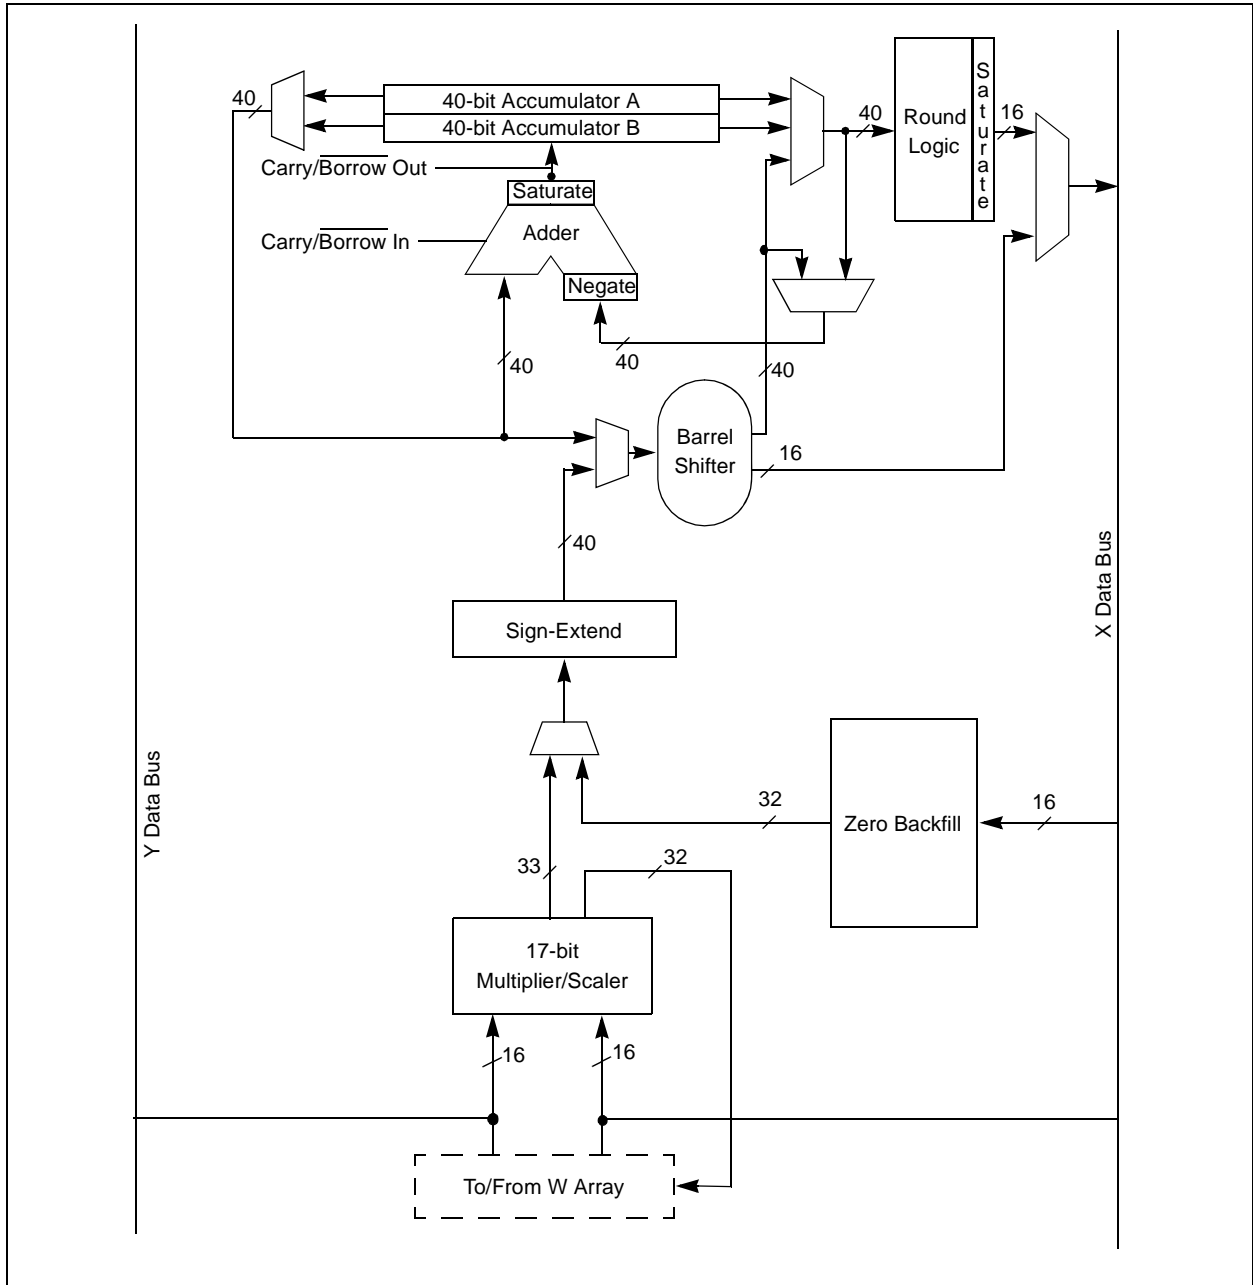 40
40-bit Accumulator A
40-bit Accumulator B
40
Round
Logic
Saturate
16
Carry/Borrow Out
Saturate
Carry/Borrow In
Adder
Negate
40
40
40
Barrel
Shifter
16
40
X Data Bus
Sign-Extend
Y Data Bus
32
Zero Backfill
16
33
32
17-bit
Multiplier/Scaler
16
16
To/From W Array